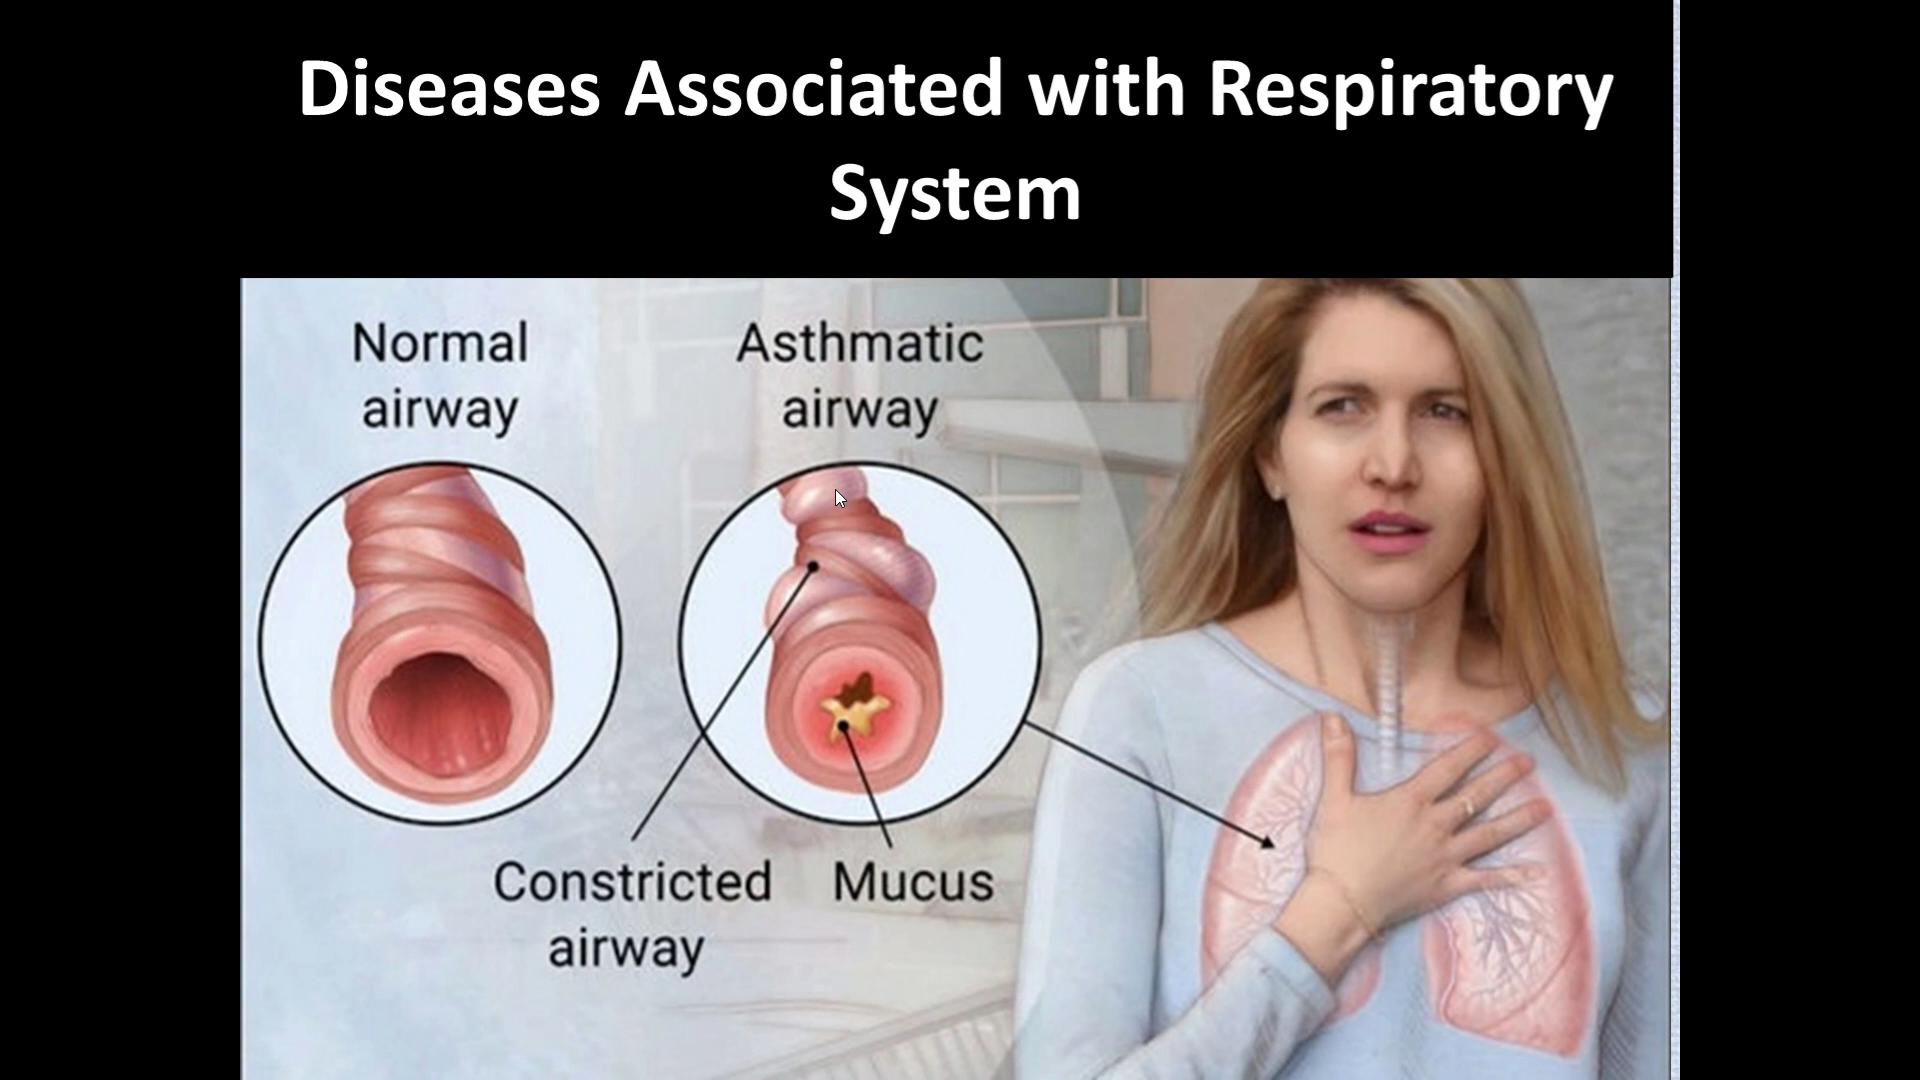 Diseases Associated with Respiratory
System
Normal
airway
Asthmatic
airway
Constricted
airway
Mucus